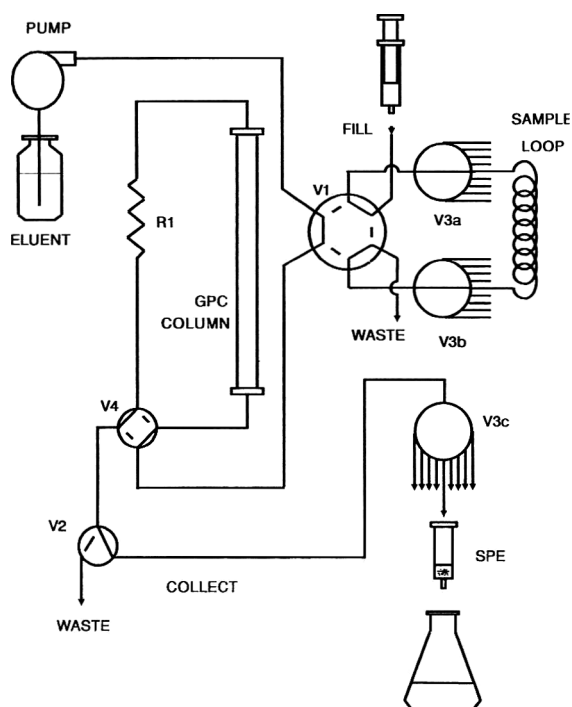 PUMP
FILL
SAMPLE
LOOP
V1
V3a
R1
ELUENT
GPC
COLUMN
WASTE
V3b
V4
V3c
V2
SPE
COLLECT
WASTE